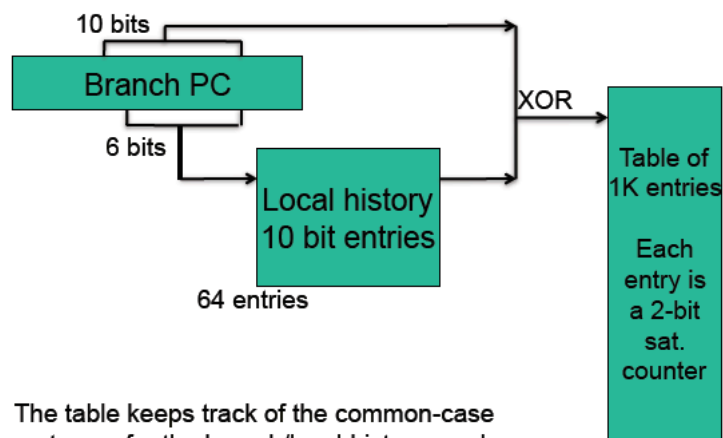 10 bits
Branch PC
6 bits
XOR
Local history
10 bit entries
64 entries
Table of
1K entries
Each
entry is
a 2-bit
sat.
counter
The table keeps track of the common-case